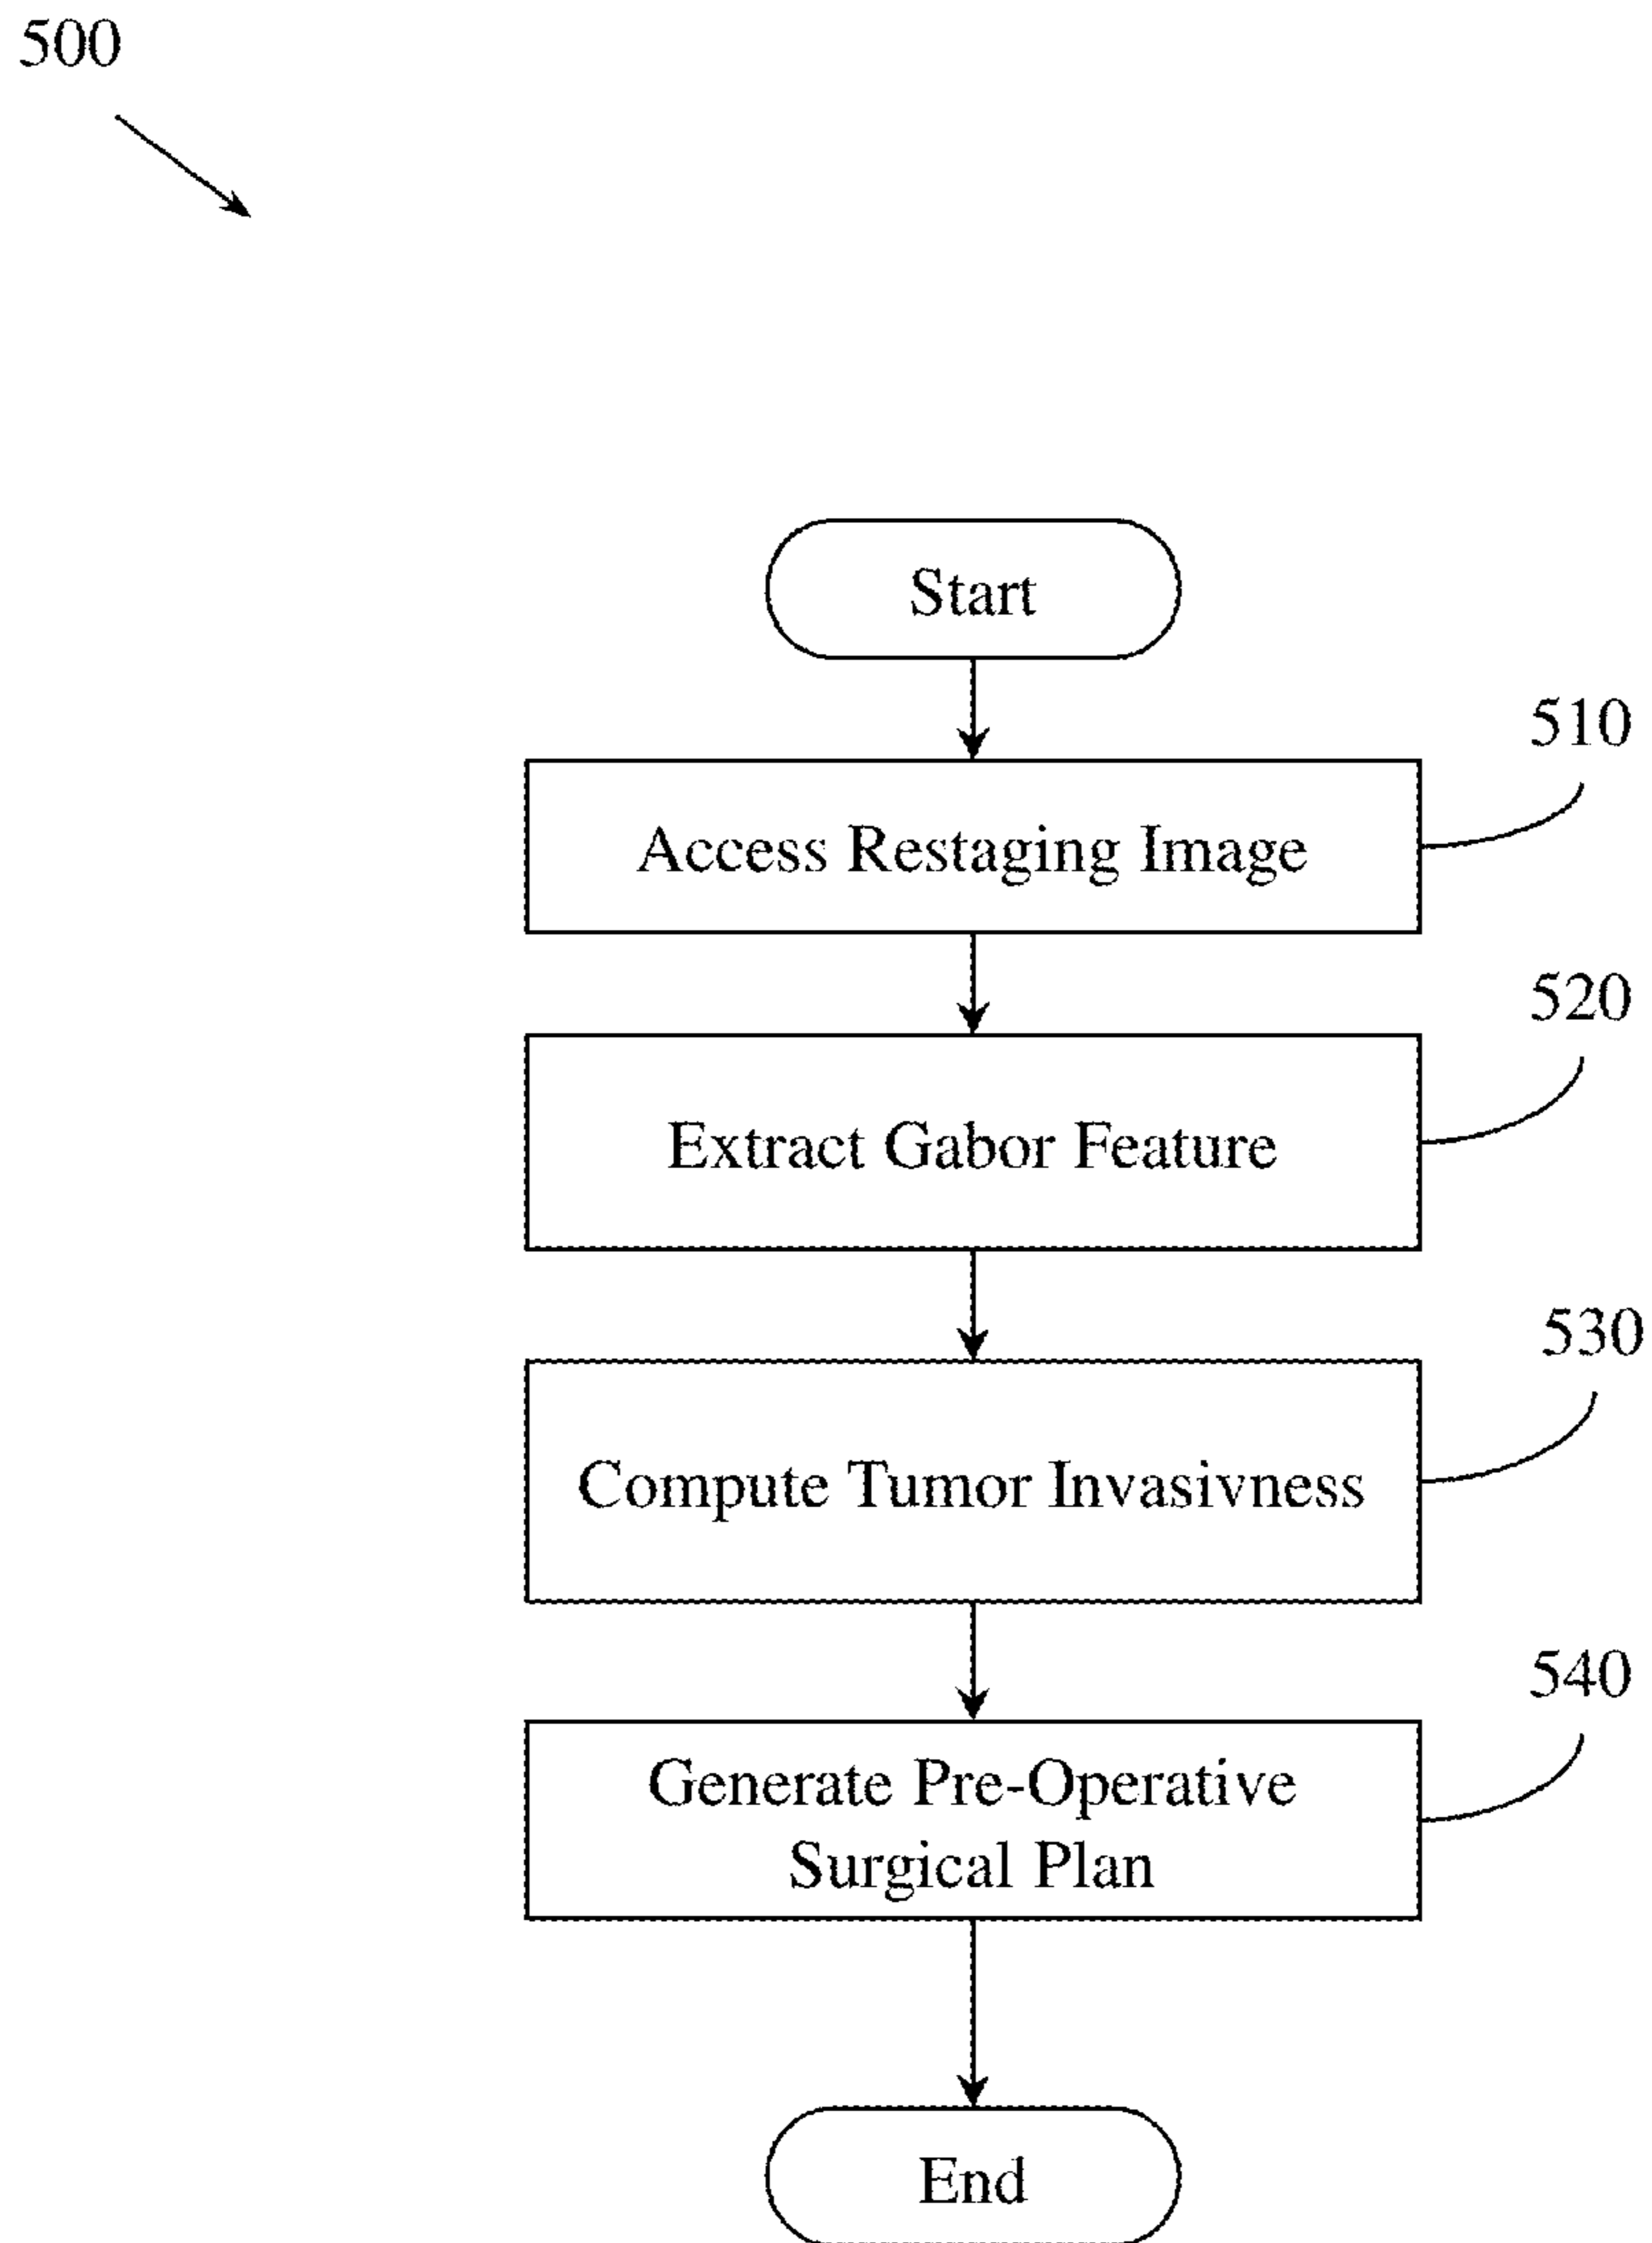 500
Start
510
Access Restaging Image
520
Extract Gabor Feature
530
Compute Tumor Invasivness
540
Generate Pre-Operative
Surgical Plan
End